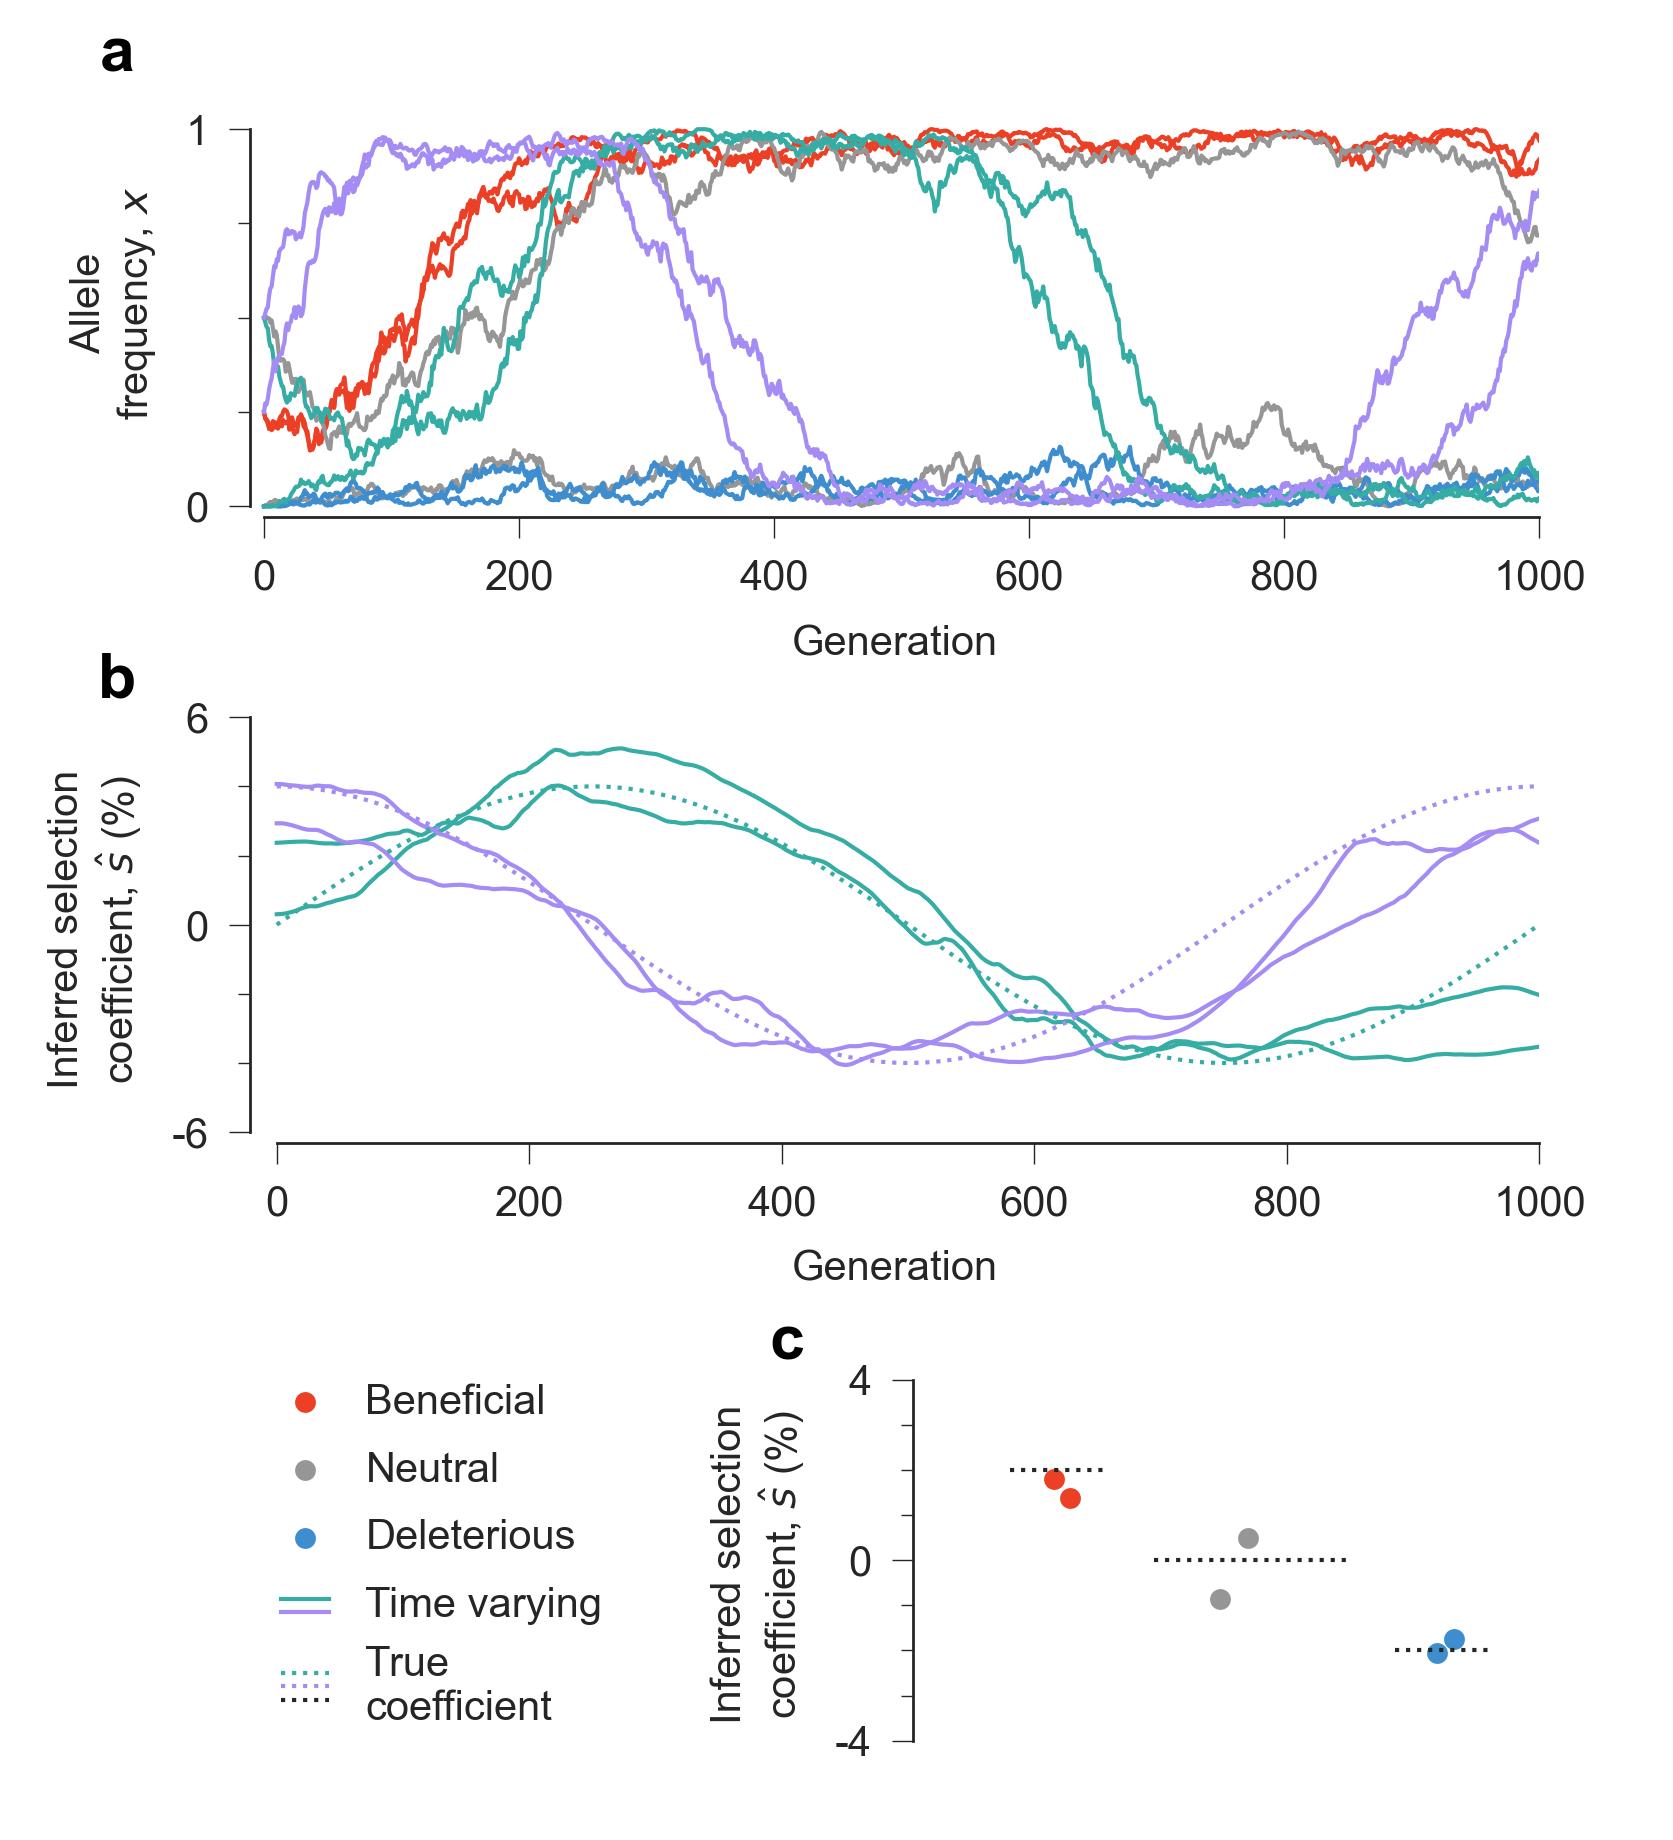 a
1
0
Allele
frequency, x
0 200 400 600 800 1000
Generation
b
6
0
-6
Inferred selection
coefficient, ŝ (%)
0 200 400 600 800 1000
Generation
Beneficial
Neutral
Deleterious
Time varying
True
coefficient
c
4
0
-4
Inferred selection
coefficient, ŝ (%)